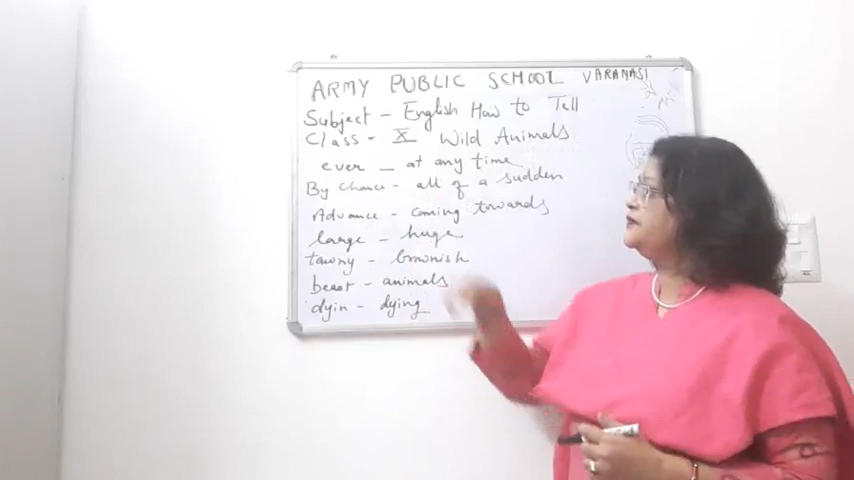 ARMY PUBLIC SCHOOL VARANASI
Subject - English How to Tell
Class - X Wild Animals
ever - at any time
By Chance - all of a sudden
Advance - coming towards
large - huge
tawny - brownish
beast - animals
dyin - dying